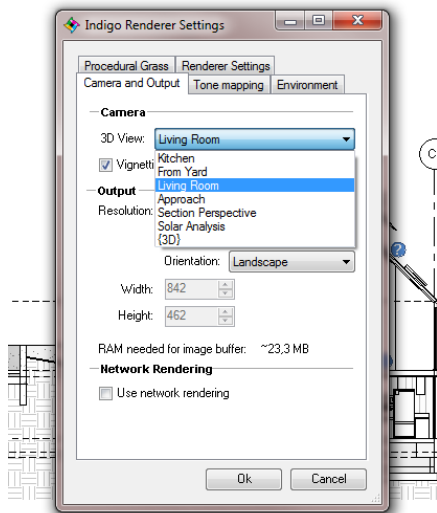 Indigo Renderer Settings
Procedural Grass Renderer Settings
Camera and Output Tone mapping Environment
Camera
3D View: Living Room
Kitchen
Vignetti
From Yard
Living Room
Output
Approach
Resolution:
Section Perspective
Solar Analysis
{3D}
Orientation: Landscape
Width: 842
Height: 462
RAM needed for image buffer: ~23,3 MB
Network Rendering
Use network rendering
Ok Cancel
C
?